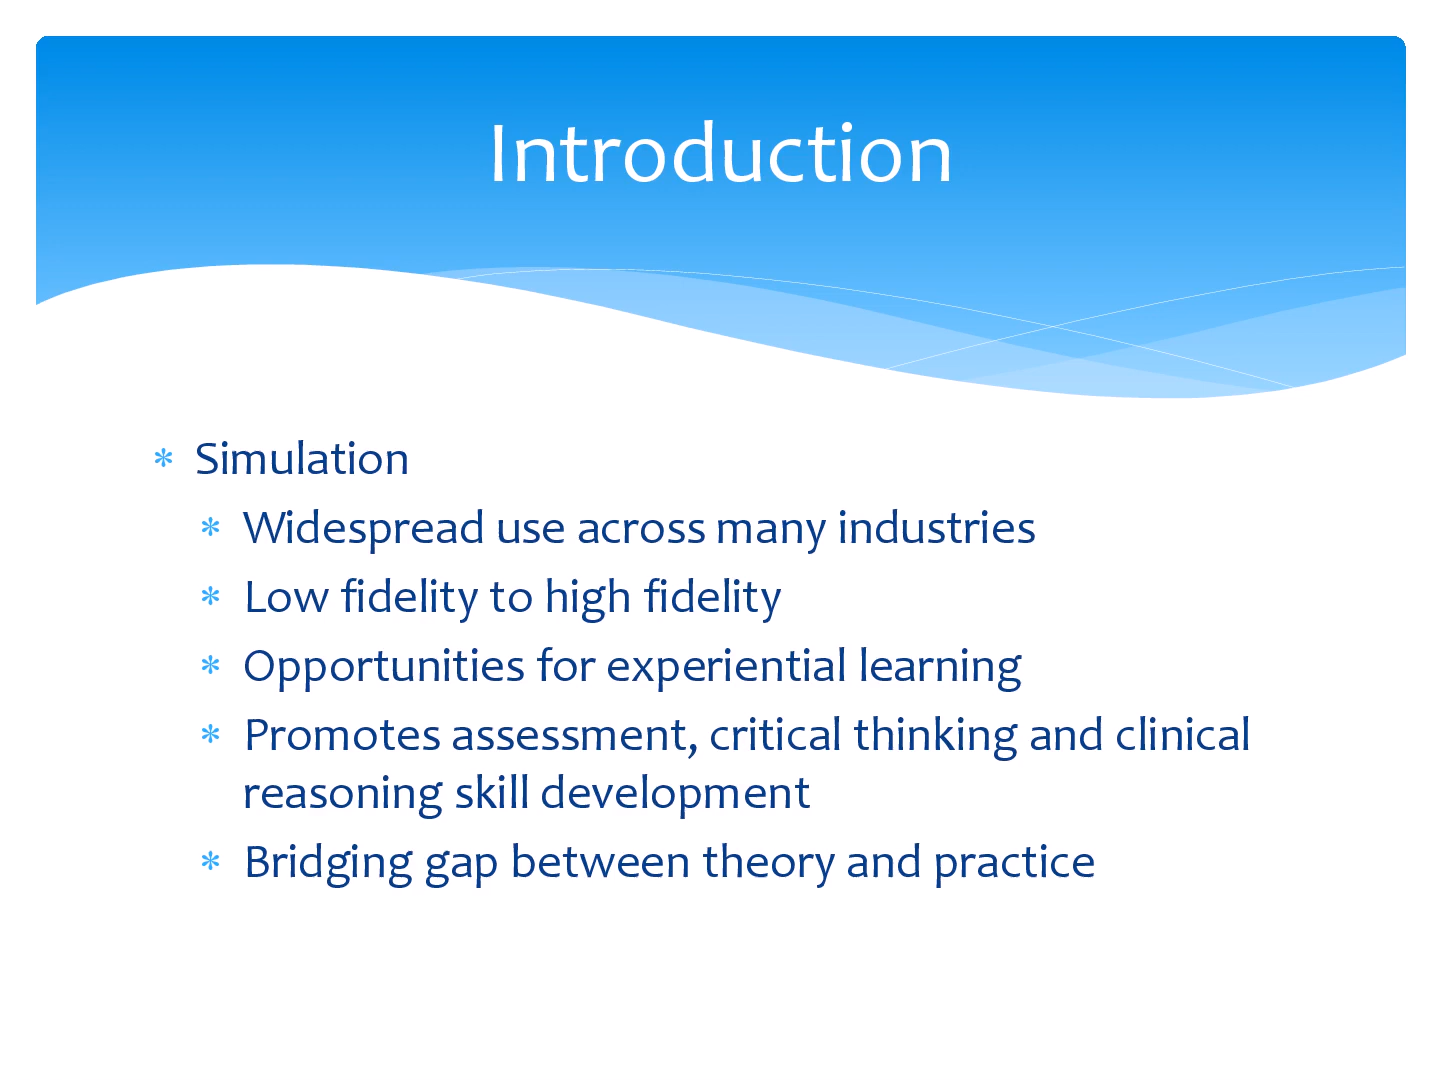 Introduction
* Simulation
* Widespread use across many industries
* Low fidelity to high fidelity
* Opportunities for experiential learning
* Promotes assessment, critical thinking and clinical
reasoning skill development
* Bridging gap between theory and practice